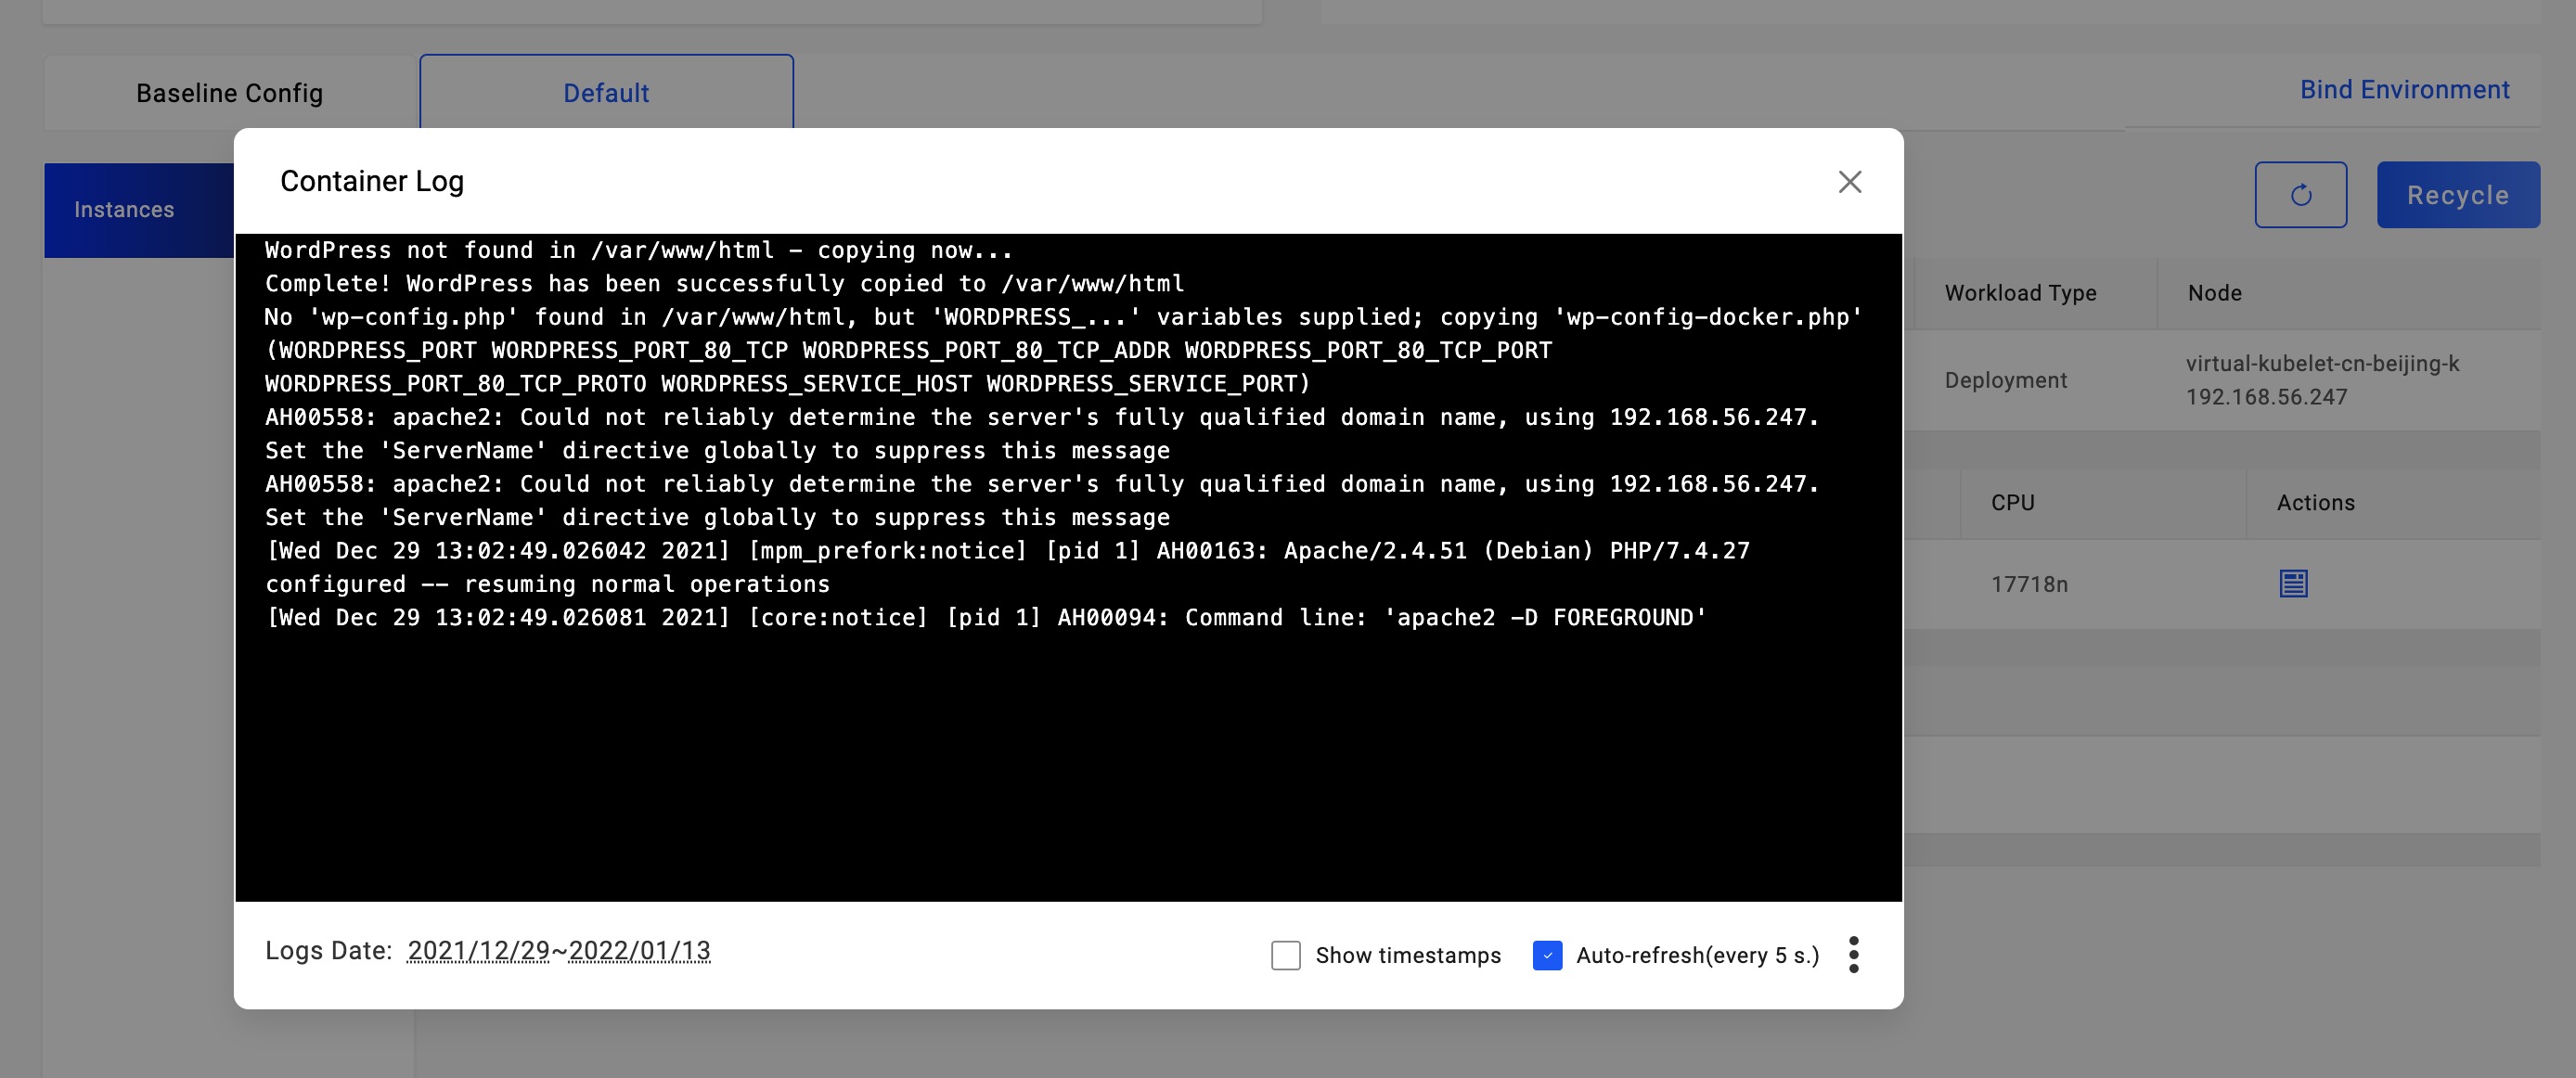 Baseline Config
Default
Bind Environment
Container Log
Instances
Recycle
WordPress not found in /var/www/html - copying now...
Complete! WordPress has been successfully copied to /var/www/html
No 'wp-config.php' found in /var/www/html, but 'WORDPRESS_...' variables supplied; copying 'wp-config-docker.php'
(WORDPRESS_PORT WORDPRESS_PORT_80_TCP WORDPRESS_PORT_80_TCP_ADDR WORDPRESS_PORT_80_TCP_PORT
WORDPRESS_PORT_80_TCP_PROTO WORDPRESS_SERVICE_HOST WORDPRESS_SERVICE_PORT)
AH00558: apache2: Could not reliably determine the server's fully qualified domain name, using 192.168.56.247.
Set the 'ServerName' directive globally to suppress this message
AH00558: apache2: Could not reliably determine the server's fully qualified domain name, using 192.168.56.247.
Set the 'ServerName' directive globally to suppress this message
[Wed Dec 29 13:02:49.026042 2021] [mpm_prefork:notice] [pid 1] AH00163: Apache/2.4.51 (Debian) PHP/7.4.27
configured -- resuming normal operations
[Wed Dec 29 13:02:49.026081 2021] [core:notice] [pid 1] AH00094: Command line: 'apache2 -D FOREGROUND'
Workload Type
Node
Deployment
virtual-kubelet-cn-beijing-k
192.168.56.247
CPU
Actions
17718n
Logs Date: 2021/12/29~2022/01/13
Show timestamps
Auto-refresh(every 5 s.)